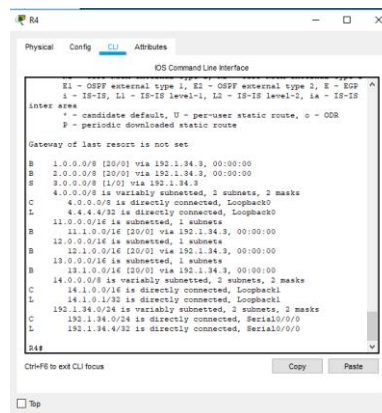 R4
Physical Config CLI Attributes
IOS Command Line Interface
E1 - OSPF external type 1, E2 - OSPF external type 2, E - EGP
i - IS-IS, L1 - IS-IS level-1, L2 - IS-IS level-2, ia - IS-IS
inter area
* - candidate default, U - per-user static route, o - ODR
P - periodic downloaded static route
Gateway of last resort is not set
B 1.0.0.0/8 [20/0] via 192.1.34.3, 00:00:00
B 2.0.0.0/8 [20/0] via 192.1.34.3, 00:00:00
S 3.0.0.0/8 [1/0] via 192.1.34.3
4.0.0.0/8 is variably subnetted, 2 subnets, 2 masks
C 4.0.0.0/8 is directly connected, Loopback0
L 4.4.4.4/32 is directly connected, Loopback0
11.0.0.0/16 is subnetted, 1 subnets
B 11.1.0.0/16 [20/0] via 192.1.34.3, 00:00:00
12.0.0.0/16 is subnetted, 1 subnets
B 12.1.0.0/16 [20/0] via 192.1.34.3, 00:00:00
13.0.0.0/16 is subnetted, 1 subnets
B 13.1.0.0/16 [20/0] via 192.1.34.3, 00:00:00
14.0.0.0/8 is variably subnetted, 2 subnets, 2 masks
C 14.1.0.0/16 is directly connected, Loopback1
L 14.1.0.1/32 is directly connected, Loopback1
192.1.34.0/24 is variably subnetted, 2 subnets, 2 masks
C 192.1.34.0/24 is directly connected, Serial0/0/0
L 192.1.34.4/32 is directly connected, Serial0/0/0
R4#
Ctrl+F6 to exit CLI focus
Copy Paste
Top